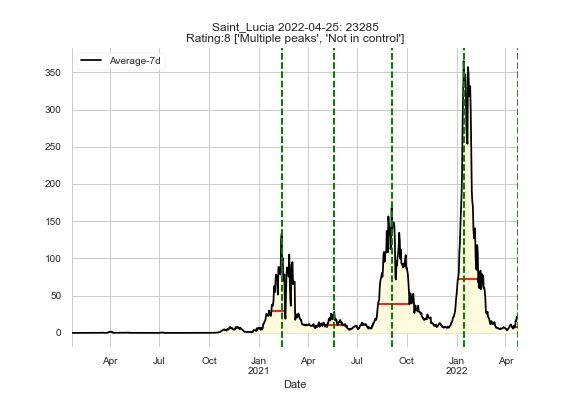 Saint_Lucia 2022-04-25: 23285
Rating:8 ['Multiple peaks', 'Not in control']
Average-7d
350
300
250
200
150
100
50
0
Apr Jul Oct Jan Apr Jul Oct Jan Apr
2021 2022
Date